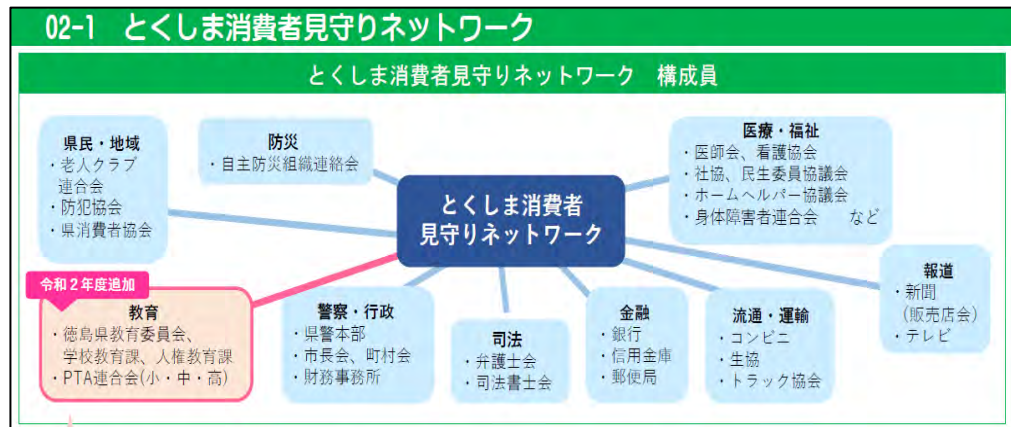 02-1 とくしま消費者見守りネットワーク
とくしま消費者見守りネットワーク 構成員
県民・地域
・老人クラブ
連合会
・防犯協会
・県消費者協会
防災
・自主防災組織連絡会
医療・福祉
・医師会、看護協会
・社協、民生委員協議会
・ホームヘルパー協議会
・身体障害者連合会 など
とくしま消費者
見守りネットワーク
令和2年度追加
教育
・徳島県教育委員会、
学校教育課、人権教育課
・PTA連合会(小・中・高)
警察・行政
・県警本部
・市長会、町村会
・財務事務所
司法
・弁護士会
・司法書士会
金融
・銀行
・信用金庫
・郵便局
流通・運輸
・コンビニ
・生協
・トラック協会
報道
・新聞
(販売店会)
・テレビ